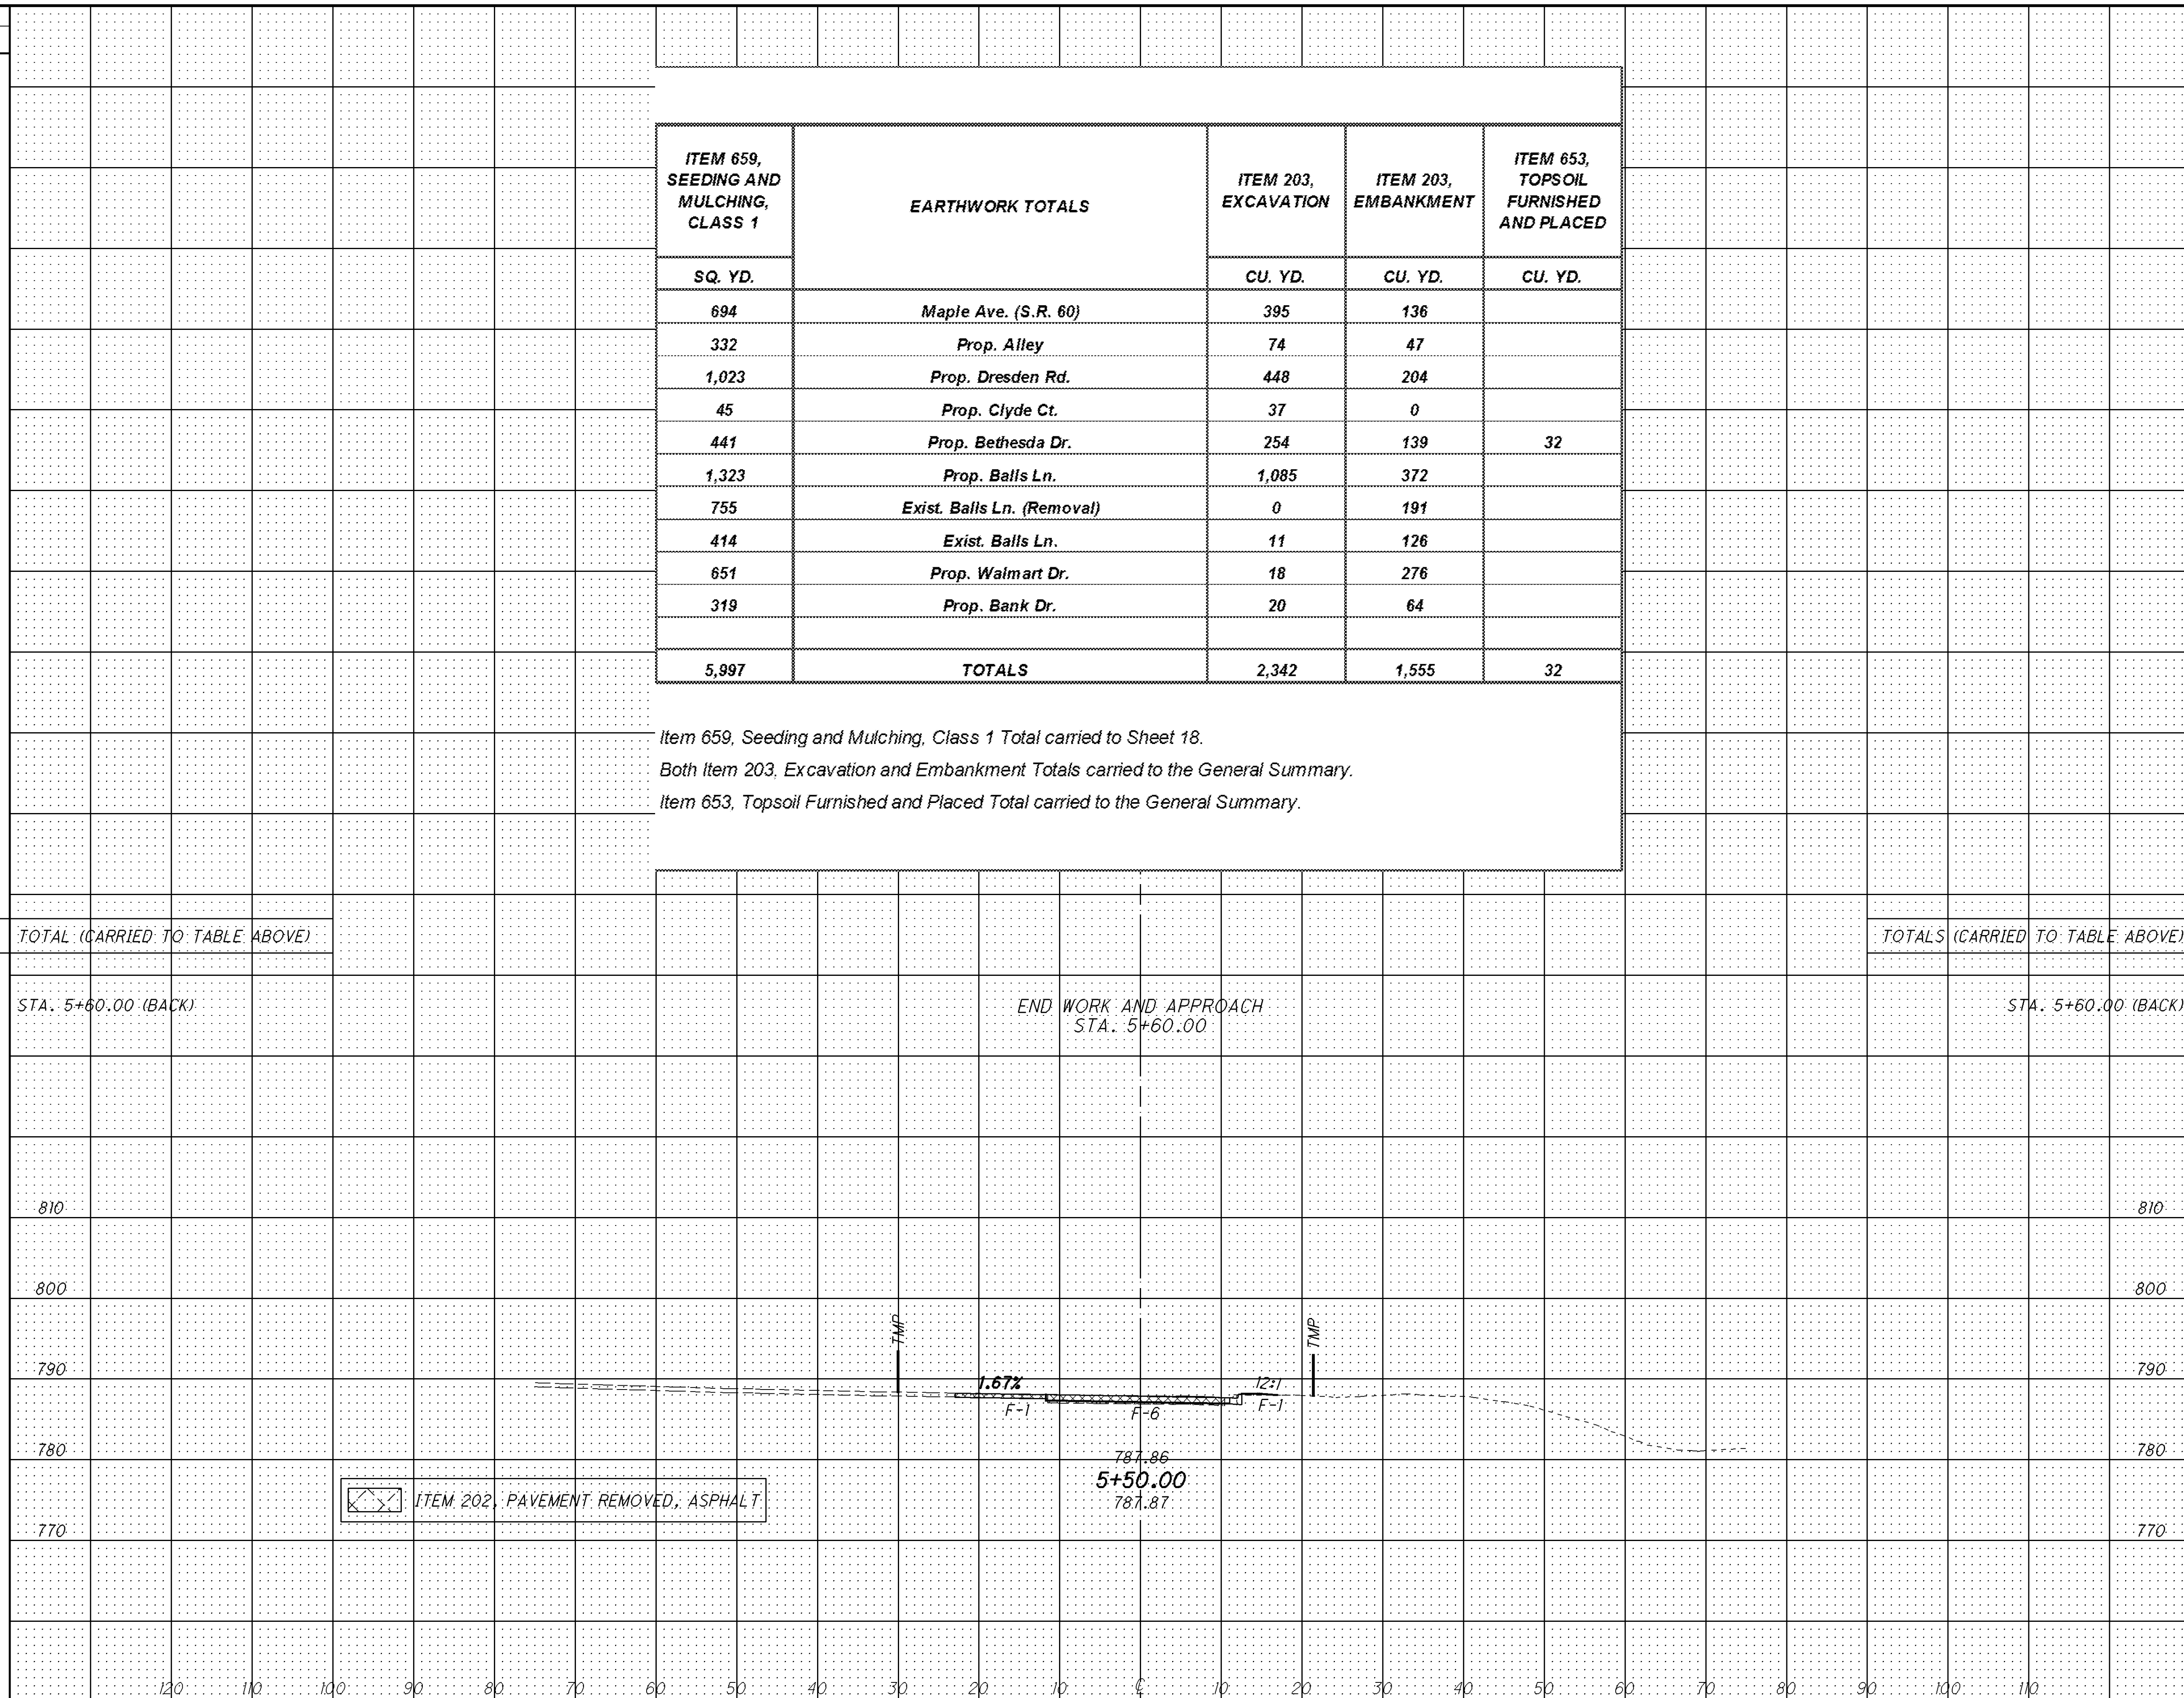 ITEM 659,
SEEDING AND
MULCHING,
CLASS 1
EARTHWORK TOTALS
ITEM 203,
EXCAVATION
ITEM 203,
EMBANKMENT
ITEM 653,
TOPSOIL
FURNISHED
AND PLACED
SQ. YD. CU. YD. CU. YD. CU. YD.
694 Maple Ave. (S.R. 60) 395 136
332 Prop. Alley 74 47
1,023 Prop. Dresden Rd. 448 204
45 Prop. Clyde Ct. 37 0
441 Prop. Bethesda Dr. 254 139 32
1,323 Prop. Balls Ln. 1,085 372
755 Exist. Balls Ln. (Removal) 0 191
414 Exist. Balls Ln. 11 126
651 Prop. Walmart Dr. 18 276
319 Prop. Bank Dr. 20 64
5,997 TOTALS 2,342 1,555 32
Item 659, Seeding and Mulching, Class 1 Total carried to Sheet 18.
Both Item 203, Excavation and Embankment Totals carried to the General Summary.
Item 653, Topsoil Furnished and Placed Total carried to the General Summary.
TOTAL (CARRIED TO TABLE ABOVE) TOTALS (CARRIED TO TABLE ABOVE)
STA. 5+60.00 (BACK)
END WORK AND APPROACH
STA. 5+60.00
STA. 5+60.00 (BACK)
810 810
800 800
TMP TMP
790 790
1.67% 12:1
F-1 F-6 F-1
780 780
787.86
5+50.00
787.87
ITEM 202, PAVEMENT REMOVED, ASPHALT
770 770
120 110 100 90 80 70 60 50 40 30 20 10 ℄ 10 20 30 40 50 60 70 80 90 100 110